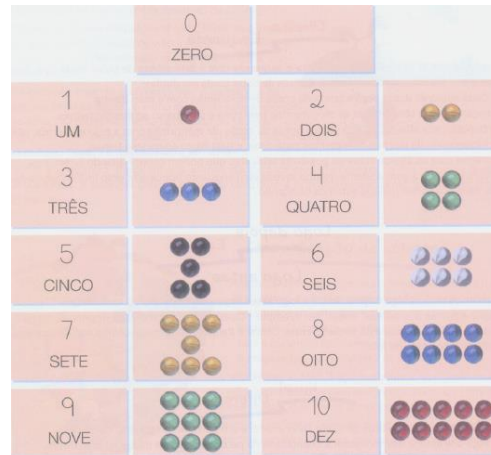 0
ZERO
1
UM
2
DOIS
3
TRÊS
4
QUATRO
5
CINCO
6
SEIS
7
SETE
8
OITO
9
NOVE
10
DEZ